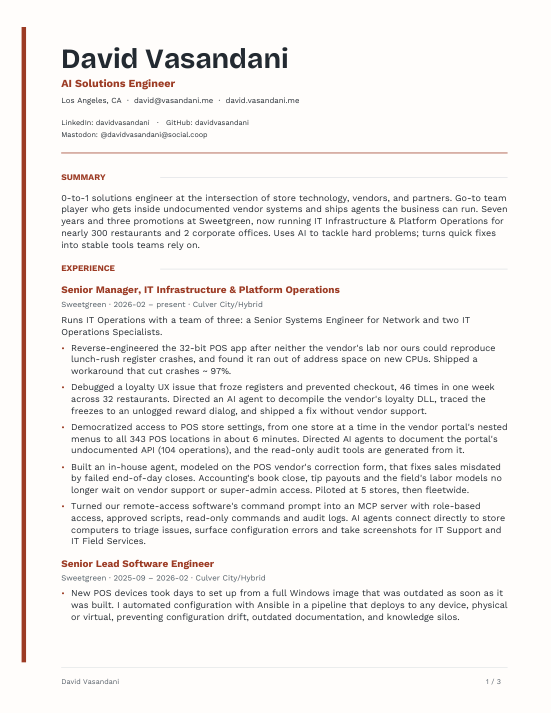 David Vasandani
AI Solutions Engineer
Los Angeles, CA · david@vasandani.me · david.vasandani.me
LinkedIn: davidvasandani · GitHub: davidvasandani
Mastodon: @davidvasandani@social.coop
SUMMARY
0-to-1 solutions engineer at the intersection of store technology, vendors, and partners. Go-to team
player who gets inside undocumented vendor systems and ships agents the business can run. Seven
years and three promotions at Sweetgreen, now running IT Infrastructure & Platform Operations for
nearly 300 restaurants and 2 corporate offices. Uses AI to tackle hard problems; turns quick fixes
into stable tools teams rely on.
EXPERIENCE
Senior Manager, IT Infrastructure & Platform Operations
Sweetgreen · 2026-02 – present · Culver City/Hybrid
Runs IT Operations with a team of three: a Senior Systems Engineer for Network and two IT
Operations Specialists.
• Reverse-engineered the 32-bit POS app after neither the vendor's lab nor ours could reproduce
lunch-rush register crashes, and found it ran out of address space on new CPUs. Shipped a
workaround that cut crashes ~ 97%.
• Debugged a loyalty UX issue that froze registers and prevented checkout, 46 times in one week
across 32 restaurants. Directed an AI agent to decompile the vendor's loyalty DLL, traced the
freezes to an unlogged reward dialog, and shipped a fix without vendor support.
• Democratized access to POS store settings, from one store at a time in the vendor portal's nested
menus to all 343 POS locations in about 6 minutes. Directed AI agents to document the portal's
undocumented API (104 operations), and the read-only audit tools are generated from it.
• Built an in-house agent, modeled on the POS vendor's correction form, that fixes sales misdated
by failed end-of-day closes. Accounting's book close, tip payouts and the field's labor models no
longer wait on vendor support or super-admin access. Piloted at 5 stores, then fleetwide.
• Turned our remote-access software's command prompt into an MCP server with role-based
access, approved scripts, read-only commands and audit logs. AI agents connect directly to store
computers to triage issues, surface configuration errors and take screenshots for IT Support and
IT Field Services.
Senior Lead Software Engineer
Sweetgreen · 2025-09 – 2026-02 · Culver City/Hybrid
• New POS devices took days to set up from a full Windows image that was outdated as soon as it
was built. I automated configuration with Ansible in a pipeline that deploys to any device, physical
or virtual, preventing configuration drift, outdated documentation, and knowledge silos.
David Vasandani
1 / 3